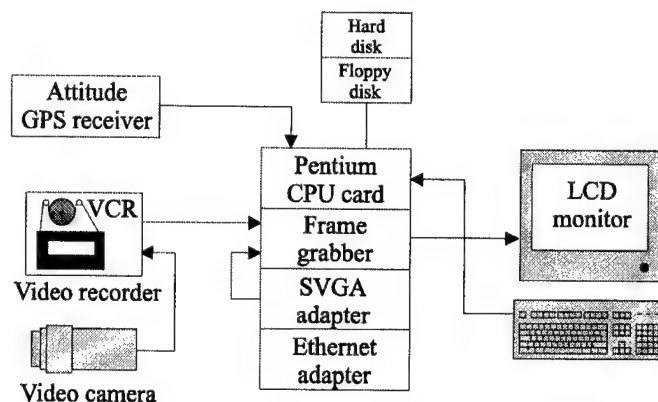 Hard
disk
Floppy
disk
Attitude
GPS receiver
Pentium
CPU card
Frame
grabber
SVGA
adapter
Ethernet
adapter
VCR
Video recorder
Video camera
LCD
monitor